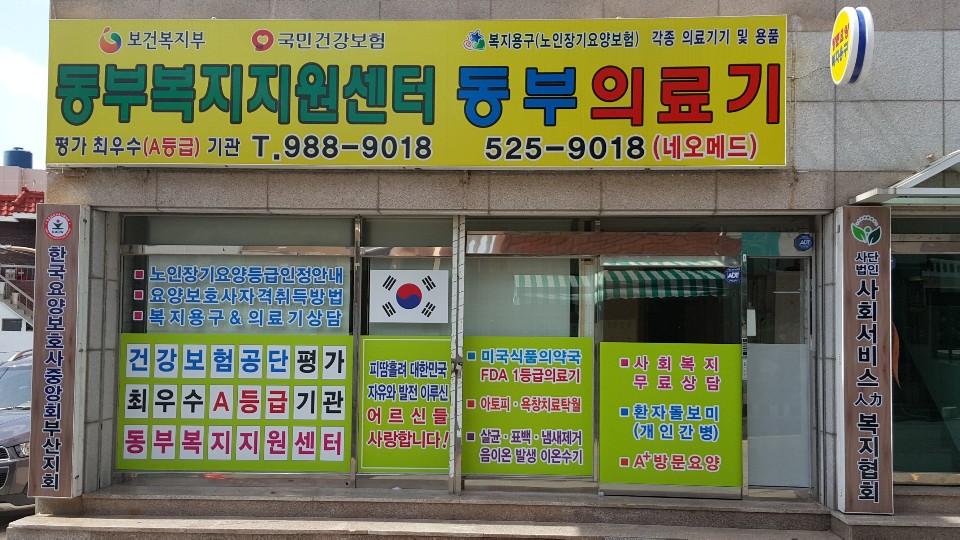 보건복지부 국민건강보험 복지용구(노인장기요양보험) 각종 의료기기 및 용품
동부복지지원센터 동부의료기
평가 최우수(A등급) 기관 T.988-9018 525-9018(네오메드)
방문요양
복지용구
한국요양보호사중앙회부산지회
노인장기요양등급인정안내
요양보호사자격취득방법
복지용구&의료기상담
건강보험공단평가
최우수A등급기관
동부복지지원센터
피땀흘려 대한민국
자유와 발전 이루신
어르신들
사랑합니다!
미국식품의약국
FDA 1등급의료기
아토피·욕창치료탁월
살균·표백·냄새제거
음이온 발생 이온수기
ADT
ADT
사회복지
무료상담
환자돌보미
(개인간병)
A+방문요양
사단법인 사회서비스人力복지협회